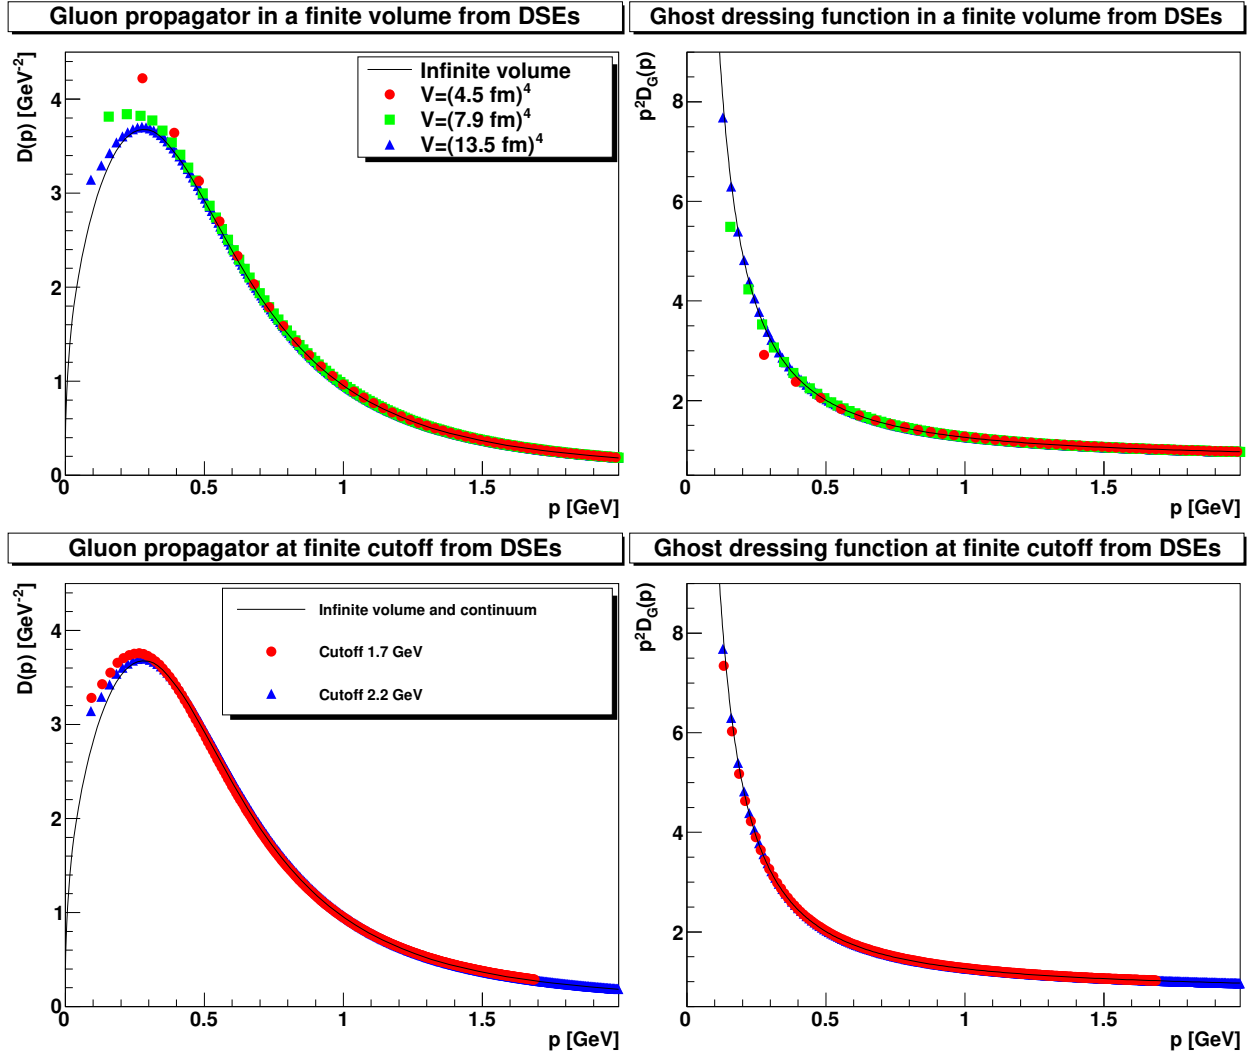 Gluon propagator in a finite volume from DSEs
D(p) [GeV⁻²]
4
3
2
1
0
0
0.5
1
1.5
p [GeV]
Infinite volume
V=(4.5 fm)⁴
V=(7.9 fm)⁴
V=(13.5 fm)⁴
Ghost dressing function in a finite volume from DSEs
p²D_G(p)
8
6
4
2
0
0.5
1
1.5
p [GeV]
Gluon propagator at finite cutoff from DSEs
D(p) [GeV⁻²]
4
3
2
1
0
0
0.5
1
1.5
p [GeV]
Infinite volume and continuum
Cutoff 1.7 GeV
Cutoff 2.2 GeV
Ghost dressing function at finite cutoff from DSEs
p²D_G(p)
8
6
4
2
0
0.5
1
1.5
p [GeV]